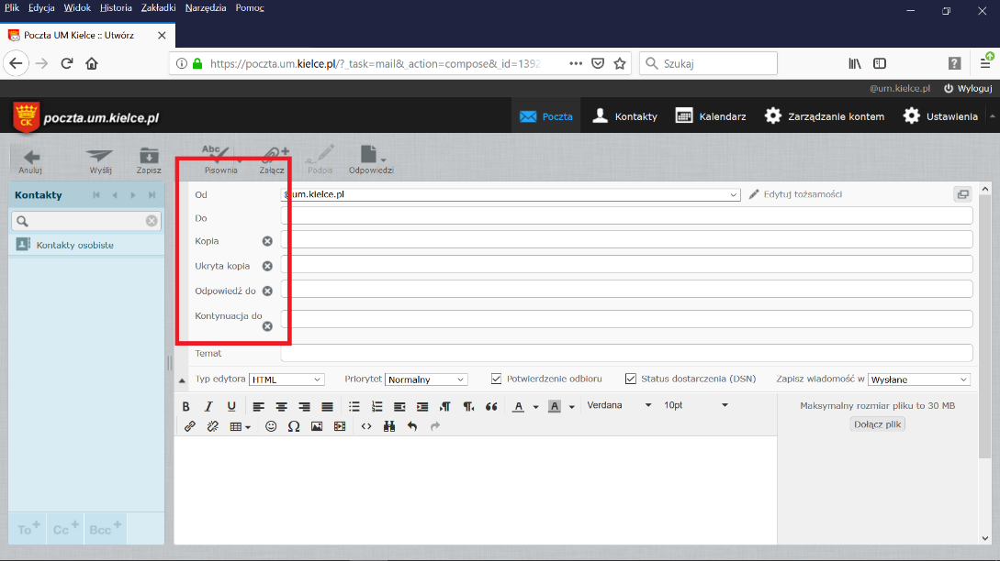 Plik Edycja Widok Historia Zakładki Narzędzia Pomoc
Poczta UM Kielce :: Utwórz
https://poczta.um.kielce.pl/?_task=mail&_action=compose&_id=1392
Szukaj
@um.kielce.pl Wyloguj
CK poczta.um.kielce.pl Poczta Kontakty Kalendarz Zarządzanie kontem Ustawienia
Abc
Anuluj Wyślij Zapisz Pisownia Załącz Podpis Odpowiedzi
Kontakty
Kontakty osobiste
Od @um.kielce.pl Edytuj tożsamości
Do
Kopia
Ukryta kopia
Odpowiedź do
Kontynuacja do
Temat
Typ edytora HTML Priorytet Normalny Potwierdzenie odbioru Status dostarczenia (DSN) Zapisz wiadomość w Wysłane
B I U A A Verdana 10pt
Maksymalny rozmiar pliku to 30 MB
Dołącz plik
To+ Cc+ Bcc+